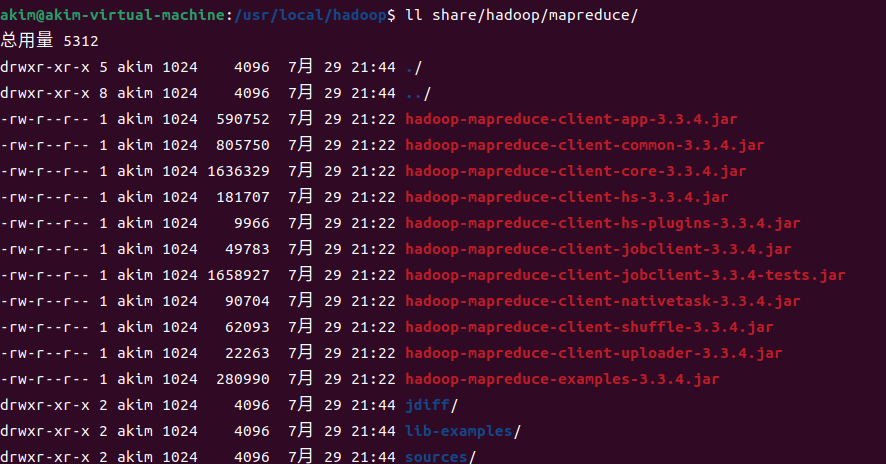 akim@akim-virtual-machine:/usr/local/hadoop$ ll share/hadoop/mapreduce/
总用量 5312
drwxr-xr-x 5 akim 1024    4096  7月 29 21:44 ./
drwxr-xr-x 8 akim 1024    4096  7月 29 21:44 ../
-rw-r--r-- 1 akim 1024  590752  7月 29 21:22 hadoop-mapreduce-client-app-3.3.4.jar
-rw-r--r-- 1 akim 1024  805750  7月 29 21:22 hadoop-mapreduce-client-common-3.3.4.jar
-rw-r--r-- 1 akim 1024 1636329  7月 29 21:22 hadoop-mapreduce-client-core-3.3.4.jar
-rw-r--r-- 1 akim 1024  181707  7月 29 21:22 hadoop-mapreduce-client-hs-3.3.4.jar
-rw-r--r-- 1 akim 1024    9966  7月 29 21:22 hadoop-mapreduce-client-hs-plugins-3.3.4.jar
-rw-r--r-- 1 akim 1024   49783  7月 29 21:22 hadoop-mapreduce-client-jobclient-3.3.4.jar
-rw-r--r-- 1 akim 1024 1658927  7月 29 21:22 hadoop-mapreduce-client-jobclient-3.3.4-tests.jar
-rw-r--r-- 1 akim 1024   90704  7月 29 21:22 hadoop-mapreduce-client-nativetask-3.3.4.jar
-rw-r--r-- 1 akim 1024   62093  7月 29 21:22 hadoop-mapreduce-client-shuffle-3.3.4.jar
-rw-r--r-- 1 akim 1024   22263  7月 29 21:22 hadoop-mapreduce-client-uploader-3.3.4.jar
-rw-r--r-- 1 akim 1024  280990  7月 29 21:22 hadoop-mapreduce-examples-3.3.4.jar
drwxr-xr-x 2 akim 1024    4096  7月 29 21:44 jdiff/
drwxr-xr-x 2 akim 1024    4096  7月 29 21:44 lib-examples/
drwxr-xr-x 2 akim 1024    4096  7月 29 21:44 sources/